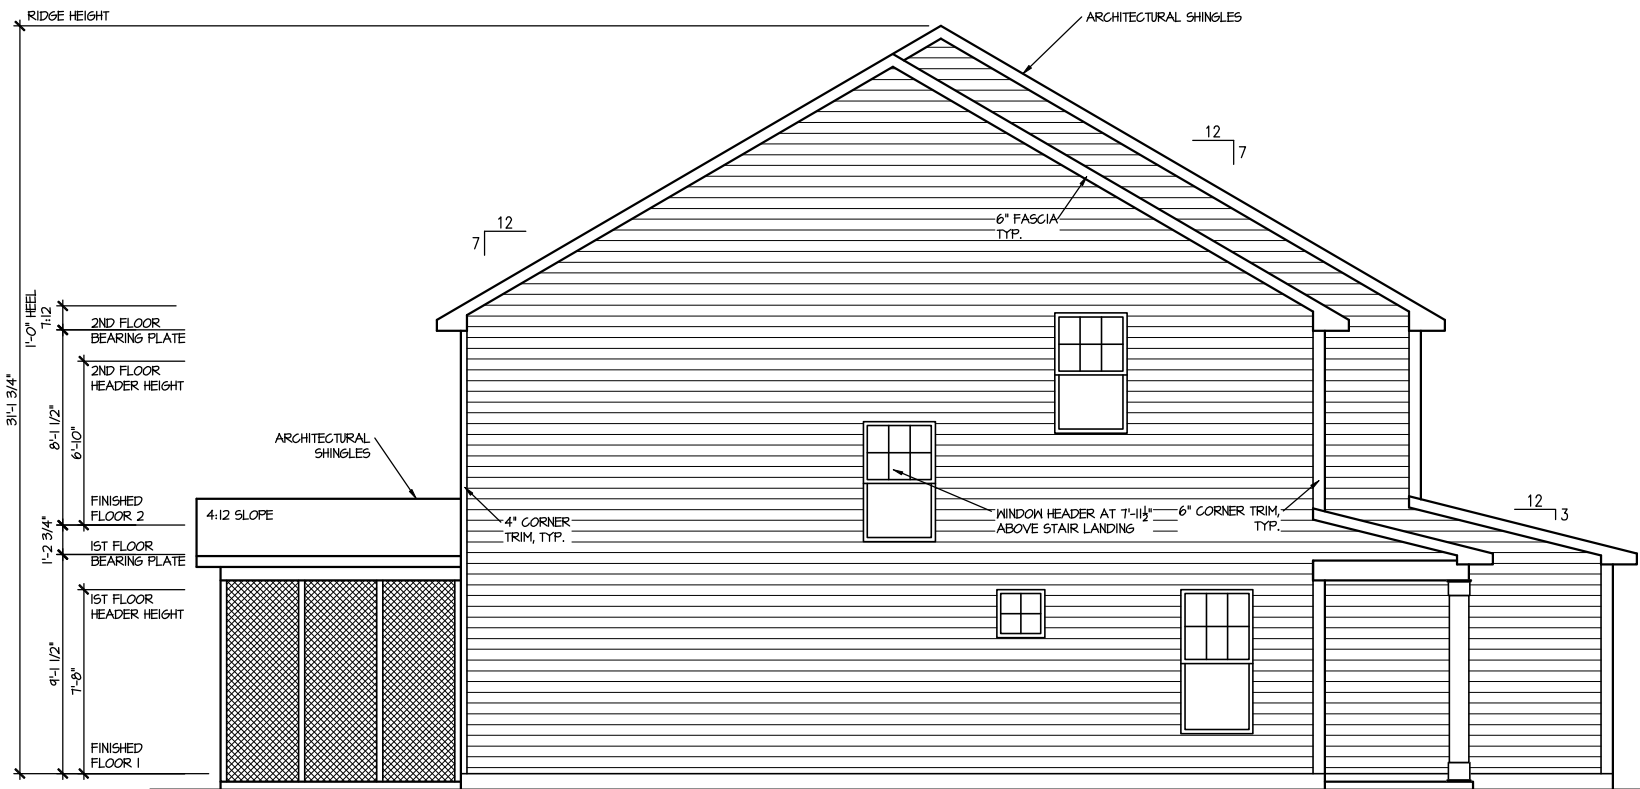 RIDGE HEIGHT
ARCHITECTURAL SHINGLES
12
7
6" FASCIA
TYP.
12
7
1'-0" HEEL
7:12
2ND FLOOR
BEARING PLATE
2ND FLOOR
HEADER HEIGHT
31'-1 3/4"
8'-1 1/2"
6'-10"
ARCHITECTURAL
SHINGLES
FINISHED
FLOOR 2
4:12 SLOPE
4" CORNER
TRIM, TYP.
WINDOW HEADER AT 7'-11½"
ABOVE STAIR LANDING
6" CORNER TRIM,
TYP.
12
3
1'-2 3/4"
1ST FLOOR
BEARING PLATE
1ST FLOOR
HEADER HEIGHT
9'-1 1/2"
7'-8"
FINISHED
FLOOR 1